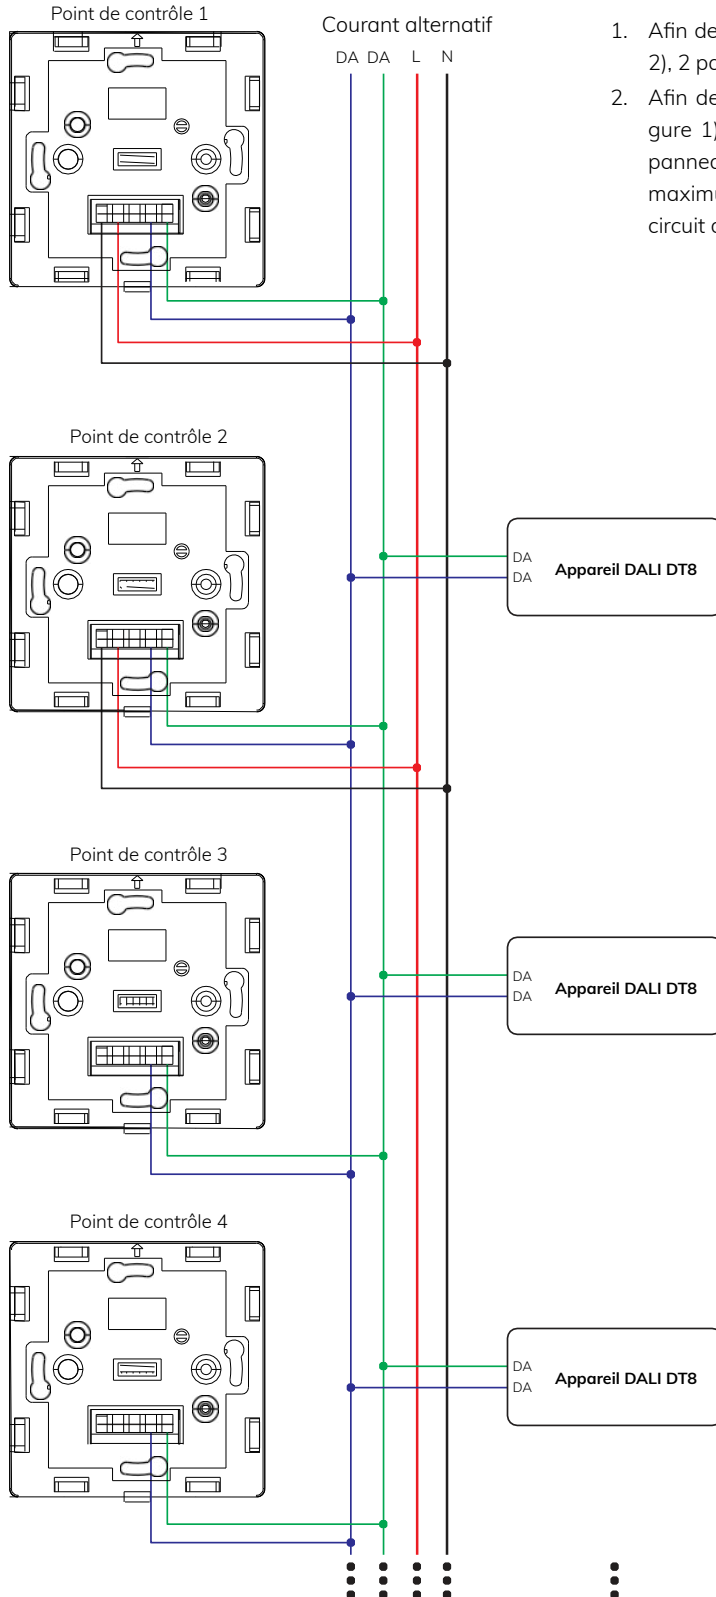 Point de contrôle 1
Courant alternatif
DA DA L N
1. Afin de
2), 2 po
2. Afin de
gure 1)
pannea
maximu
circuit d
Point de contrôle 2
DA
DA
Appareil DALI DT8
Point de contrôle 3
DA
DA
Appareil DALI DT8
Point de contrôle 4
DA
DA
Appareil DALI DT8